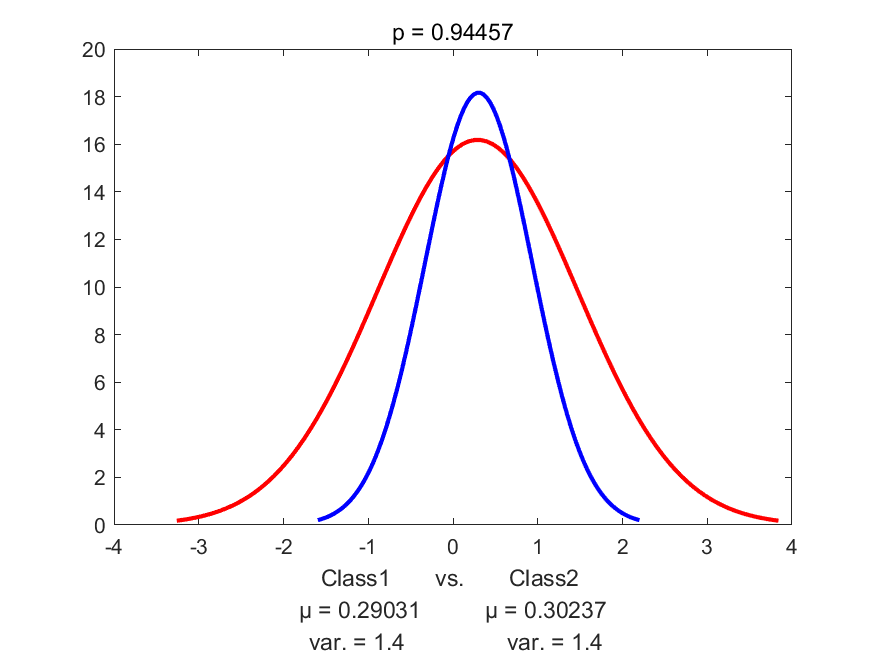 p = 0.94457
20
18
16
14
12
10
8
6
4
2
0
-4 -3 -2 -1 0 1 2 3 4
Class1 vs. Class2
μ = 0.29031 μ = 0.30237
var. = 1.4 var. = 1.4